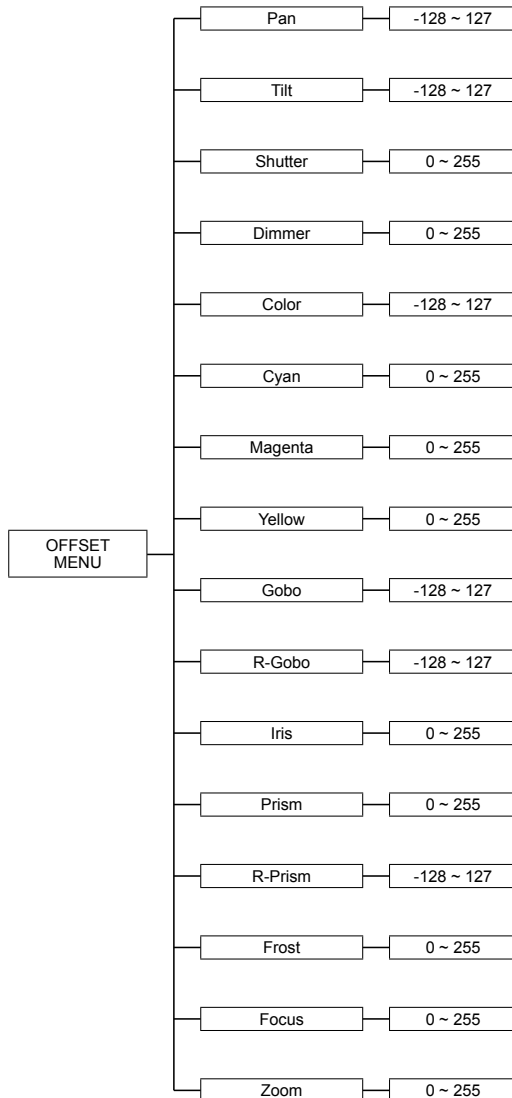 Pan -128 ~ 127
Tilt -128 ~ 127
Shutter 0 ~ 255
Dimmer 0 ~ 255
Color -128 ~ 127
Cyan 0 ~ 255
Magenta 0 ~ 255
Yellow 0 ~ 255
OFFSET
MENU
Gobo -128 ~ 127
R-Gobo -128 ~ 127
Iris 0 ~ 255
Prism 0 ~ 255
R-Prism -128 ~ 127
Frost 0 ~ 255
Focus 0 ~ 255
Zoom 0 ~ 255